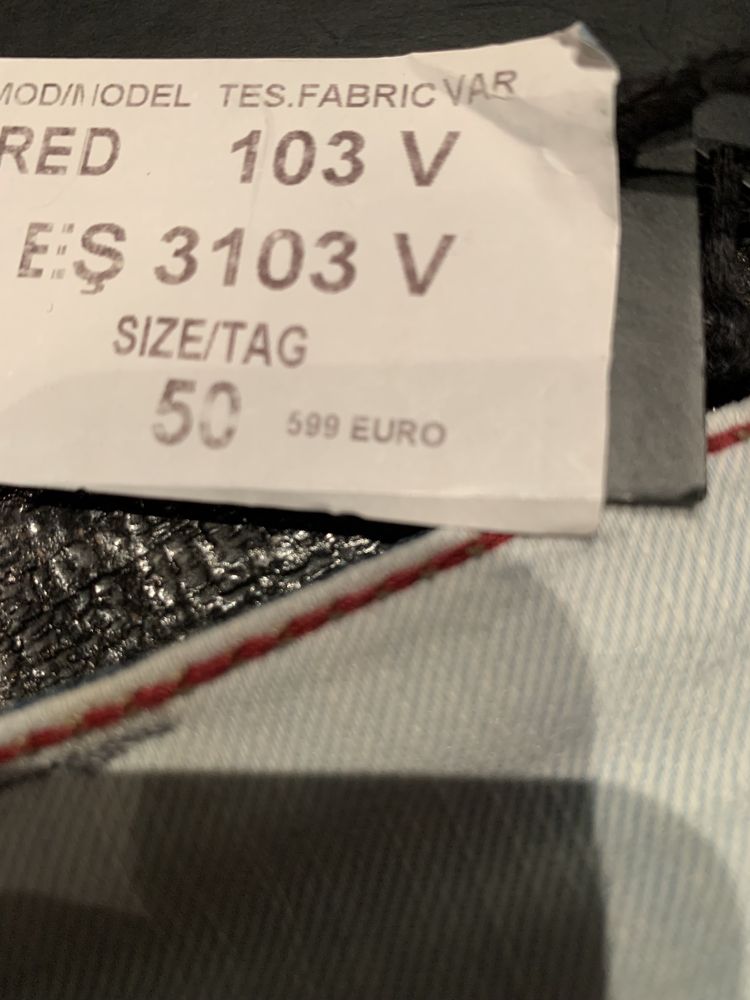 MOD/MODEL TES.FABRIC VAR
RED 103 V
EŞ 3103 V
SIZE/TAG
50 599 EURO